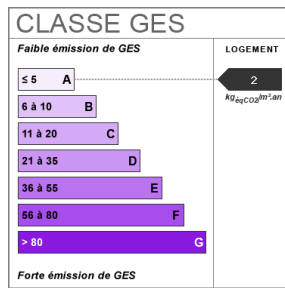 CLASSE GES
Faible émission de GES
LOGEMENT
≤ 5 A
2
kgéqCO2/m².an
6 à 10 B
11 à 20 C
21 à 35 D
36 à 55 E
56 à 80 F
> 80 G
Forte émission de GES